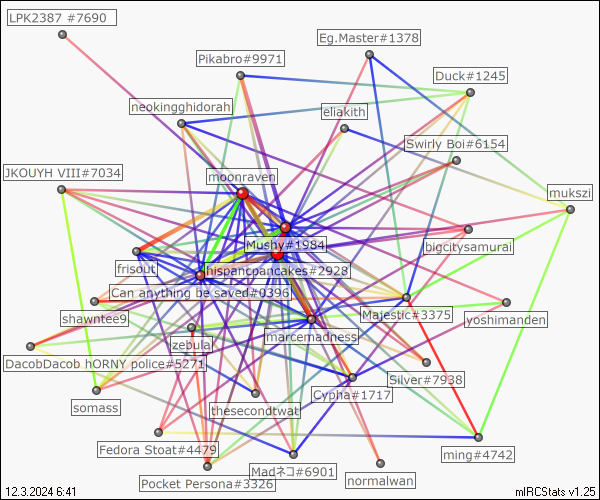 LPK2387 #7690
Eg.Master#1378
Pikabro#9971
Duck#1245
neokingghidorah
eliakith
Swirly Boi#6154
JKOUYH VIII#7034
moonraven
mukszi
Mushy#1984
bigcitysamurai
frisout
hispancpancakes#2928
Can anything be saved#0396
shawntee9
Majestic#3375
yoshimanden
zebulal
marcemadness
DacobDacob hORNY police#5271
Silver#7938
Cypha#1717
somass
thesecondtwat
Fedora Stoat#4479
ming#4742
Madネコ#6901
normalwan
Pocket Persona#3326
12.3.2024 6:41
mIRCStats v1.25